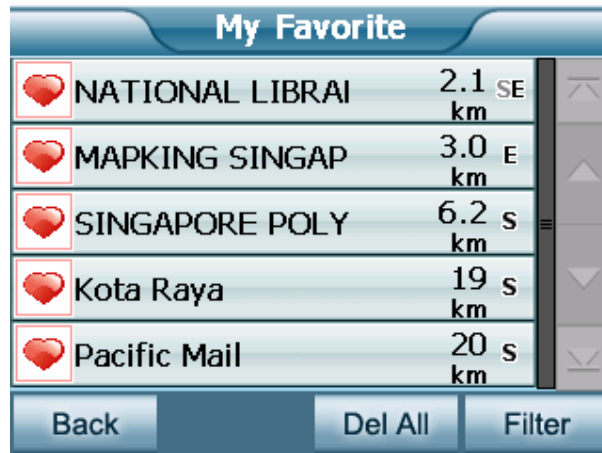 My Favorite
NATIONAL LIBRAI 2.1 km SE
MAPKING SINGAP 3.0 km E
SINGAPORE POLY 6.2 km S
Kota Raya 19 km S
Pacific Mail 20 km S
Back Del All Filter